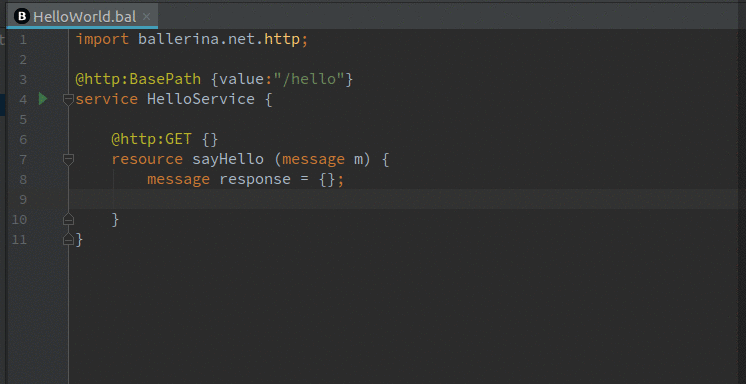 B HelloWorld.bal ×
t
1 import ballerina.net.http;
2
3 @http:BasePath {value:"/hello"}
4 service HelloService {
5
6 @http:GET {}
7 resource sayHello (message m) {
8 message response = {};
9
10 }
11 }